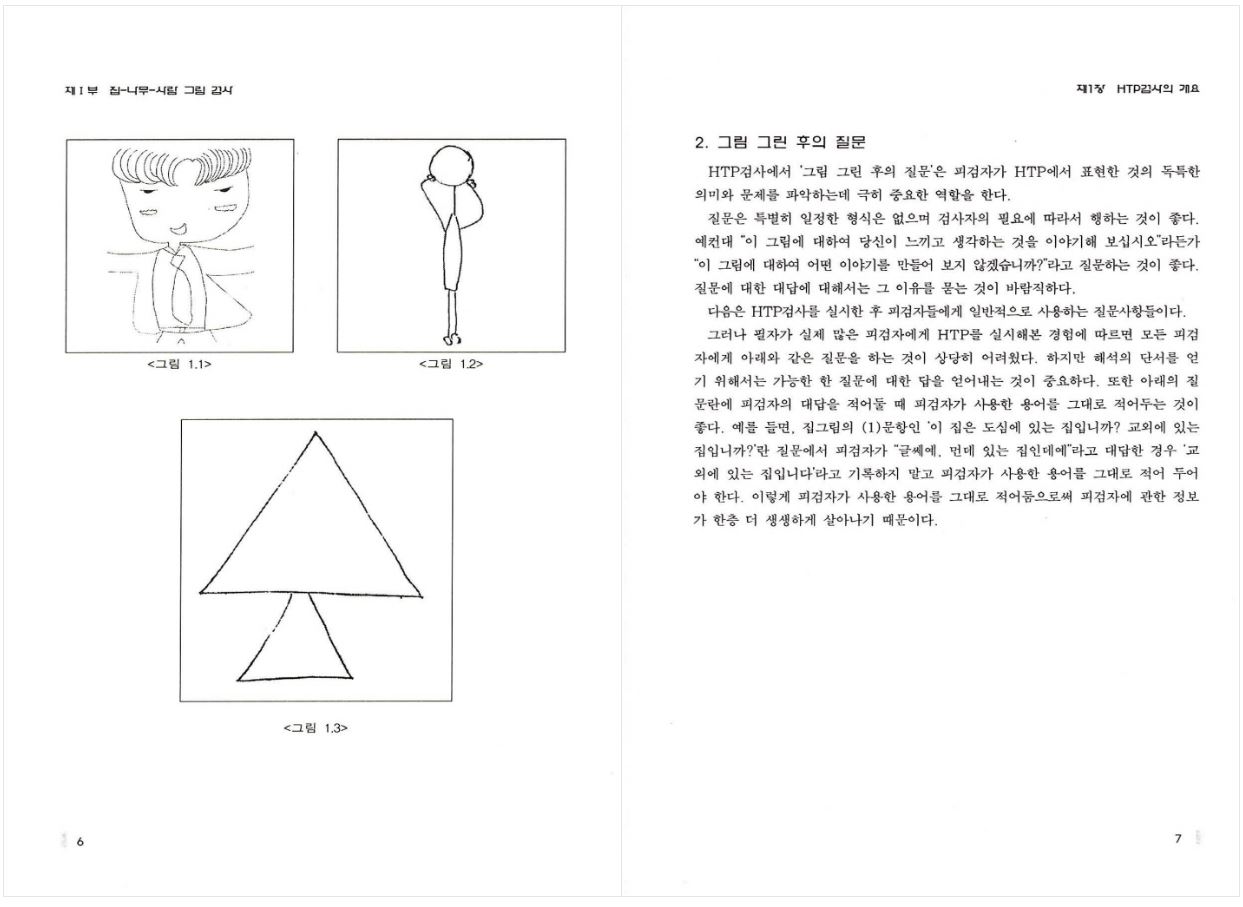 제 I 부 집-나무-사람 그림 검사
<그림 1.1>
<그림 1.2>
<그림 1.3>
6
제1장 HTP검사의 개요
2. 그림 그린 후의 질문
HTP검사에서 '그림 그린 후의 질문'은 피검자가 HTP에서 표현한 것의 독특한
의미와 문제를 파악하는데 극히 중요한 역할을 한다.
질문은 특별히 일정한 형식은 없으며 검사자의 필요에 따라서 행하는 것이 좋다.
예컨대 "이 그림에 대하여 당신이 느끼고 생각하는 것을 이야기해 보십시오"라든가
"이 그림에 대하여 어떤 이야기를 만들어 보지 않겠습니까?"라고 질문하는 것이 좋다.
질문에 대한 대답에 대해서는 그 이유를 묻는 것이 바람직하다.
다음은 HTP검사를 실시한 후 피검자들에게 일반적으로 사용하는 질문사항들이다.
그러나 필자가 실제 많은 피검자에게 HTP를 실시해본 경험에 따르면 모든 피검
자에게 아래와 같은 질문을 하는 것이 상당히 어려웠다. 하지만 해석의 단서를 얻
기 위해서는 가능한 한 질문에 대한 답을 얻어내는 것이 중요하다. 또한 아래의 질
문란에 피검자의 대답을 적어둘 때 피검자가 사용한 용어를 그대로 적어두는 것이
좋다. 예를 들면, 집그림의 (1)문항인 '이 집은 도심에 있는 집입니까? 교외에 있는
집입니까?'란 질문에서 피검자가 "글쎄예, 먼데 있는 집인데예"라고 대답한 경우 '교
외에 있는 집입니다'라고 기록하지 말고 피검자가 사용한 용어를 그대로 적어 두어
야 한다. 이렇게 피검자가 사용한 용어를 그대로 적어둠으로써 피검자에 관한 정보
가 한층 더 생생하게 살아나기 때문이다.
7